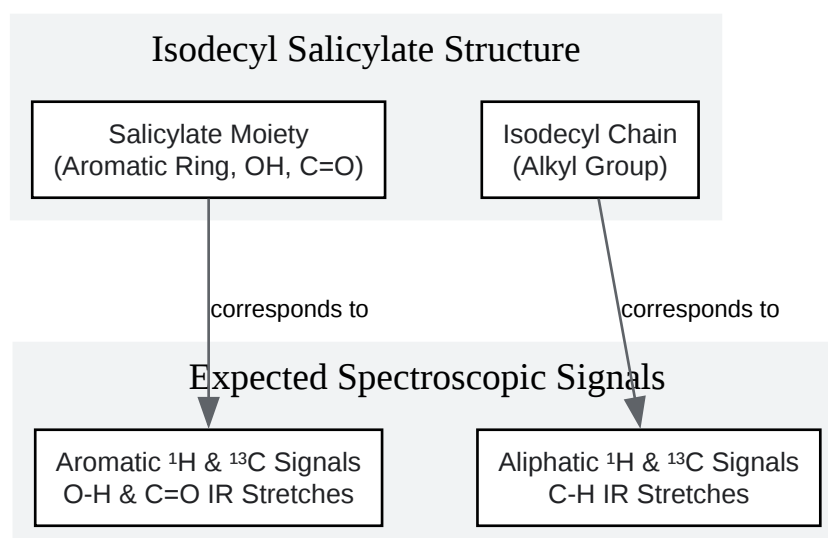 Isodecyl Salicylate Structure
Salicylate Moiety
(Aromatic Ring, OH, C=O)
Isodecyl Chain
(Alkyl Group)
corresponds to
corresponds to
Expected Spectroscopic Signals
Aromatic ¹H & ¹³C Signals
O-H & C=O IR Stretches
Aliphatic ¹H & ¹³C Signals
C-H IR Stretches